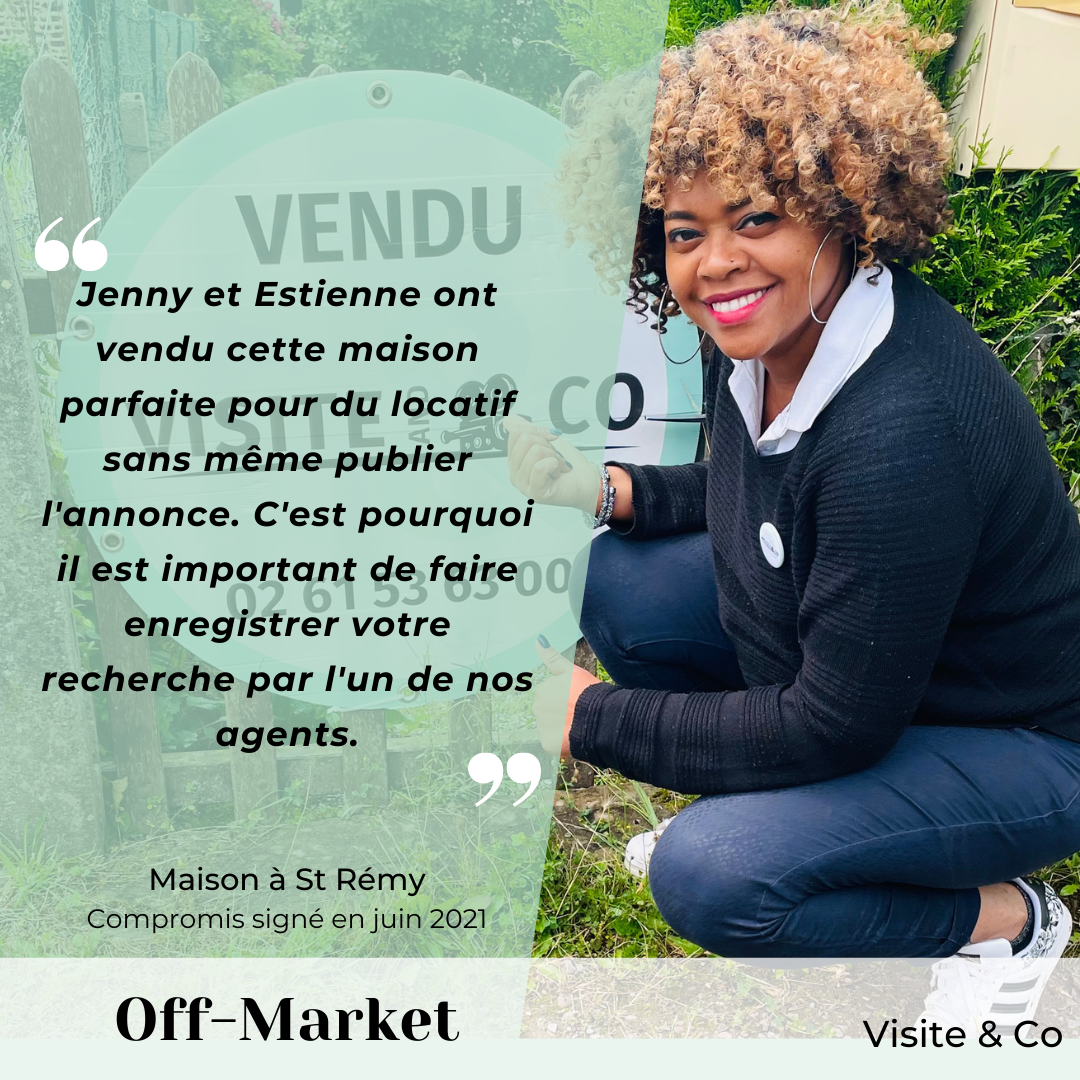 VENDU
“
Jenny et Estienne ont
vendu cette maison
parfaite pour du locatif
sans même publier
l'annonce. C'est pourquoi
il est important de faire
enregistrer votre
recherche par l'un de nos
agents.
”
VISITE AND CO
02 61 53 63 00
Maison à St Rémy
Compromis signé en juin 2021
Off-Market
Visite & Co